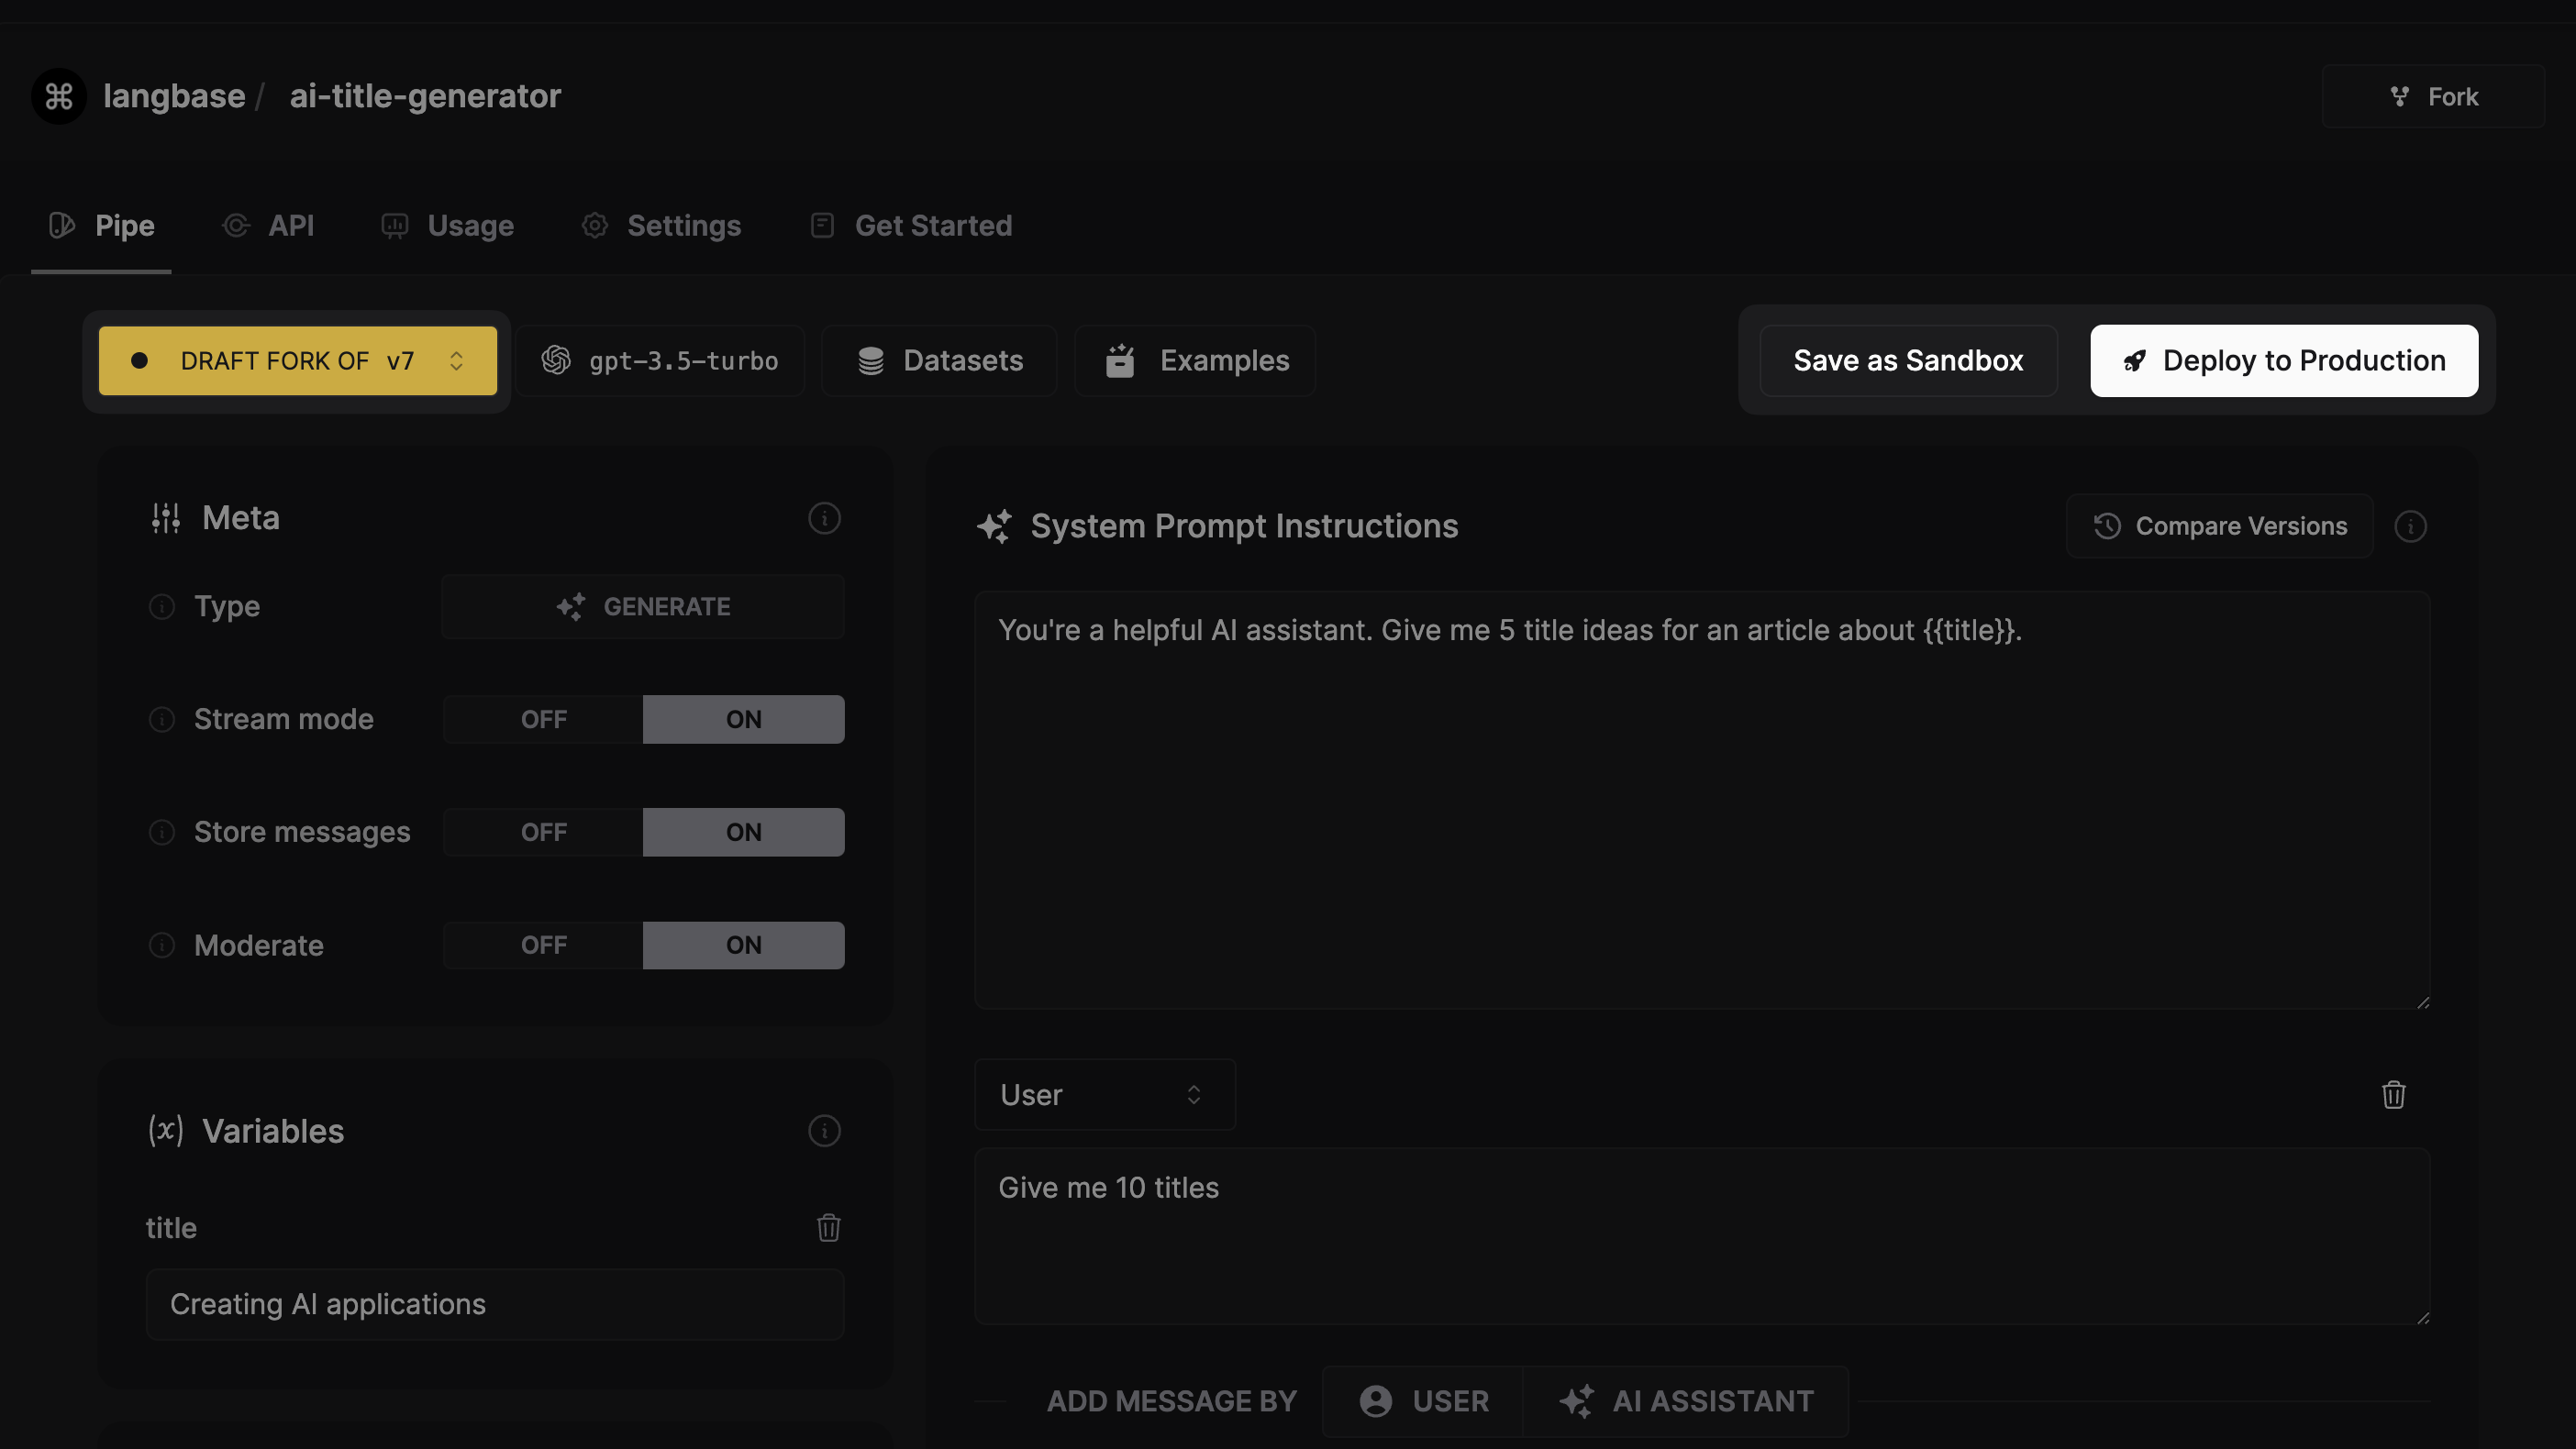 langbase / ai-title-generator
Fork
Pipe API Usage Settings Get Started
DRAFT FORK OF v7 gpt-3.5-turbo Datasets Examples Save as Sandbox Deploy to Production
Meta
Type GENERATE
Stream mode OFF ON
Store messages OFF ON
Moderate OFF ON
(x) Variables
title
Creating AI applications
System Prompt Instructions Compare Versions
You're a helpful AI assistant. Give me 5 title ideas for an article about {{title}}.
User
Give me 10 titles
ADD MESSAGE BY USER AI ASSISTANT